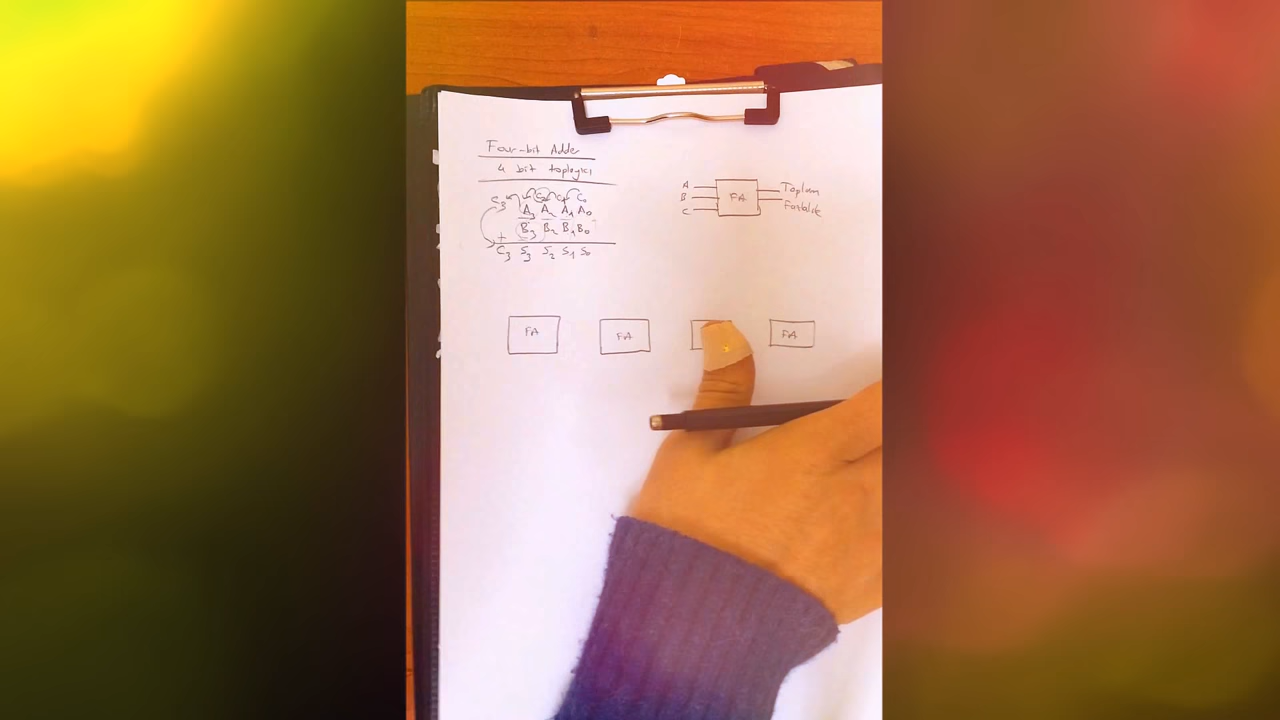 Four-bit Adder
4 bit toplayıcı
A3 A2 A1 A0
+ B3 B2 B1 B0
C3 S3 S2 S1 S0
A
B
C
FA
Toplam
FA FA FA